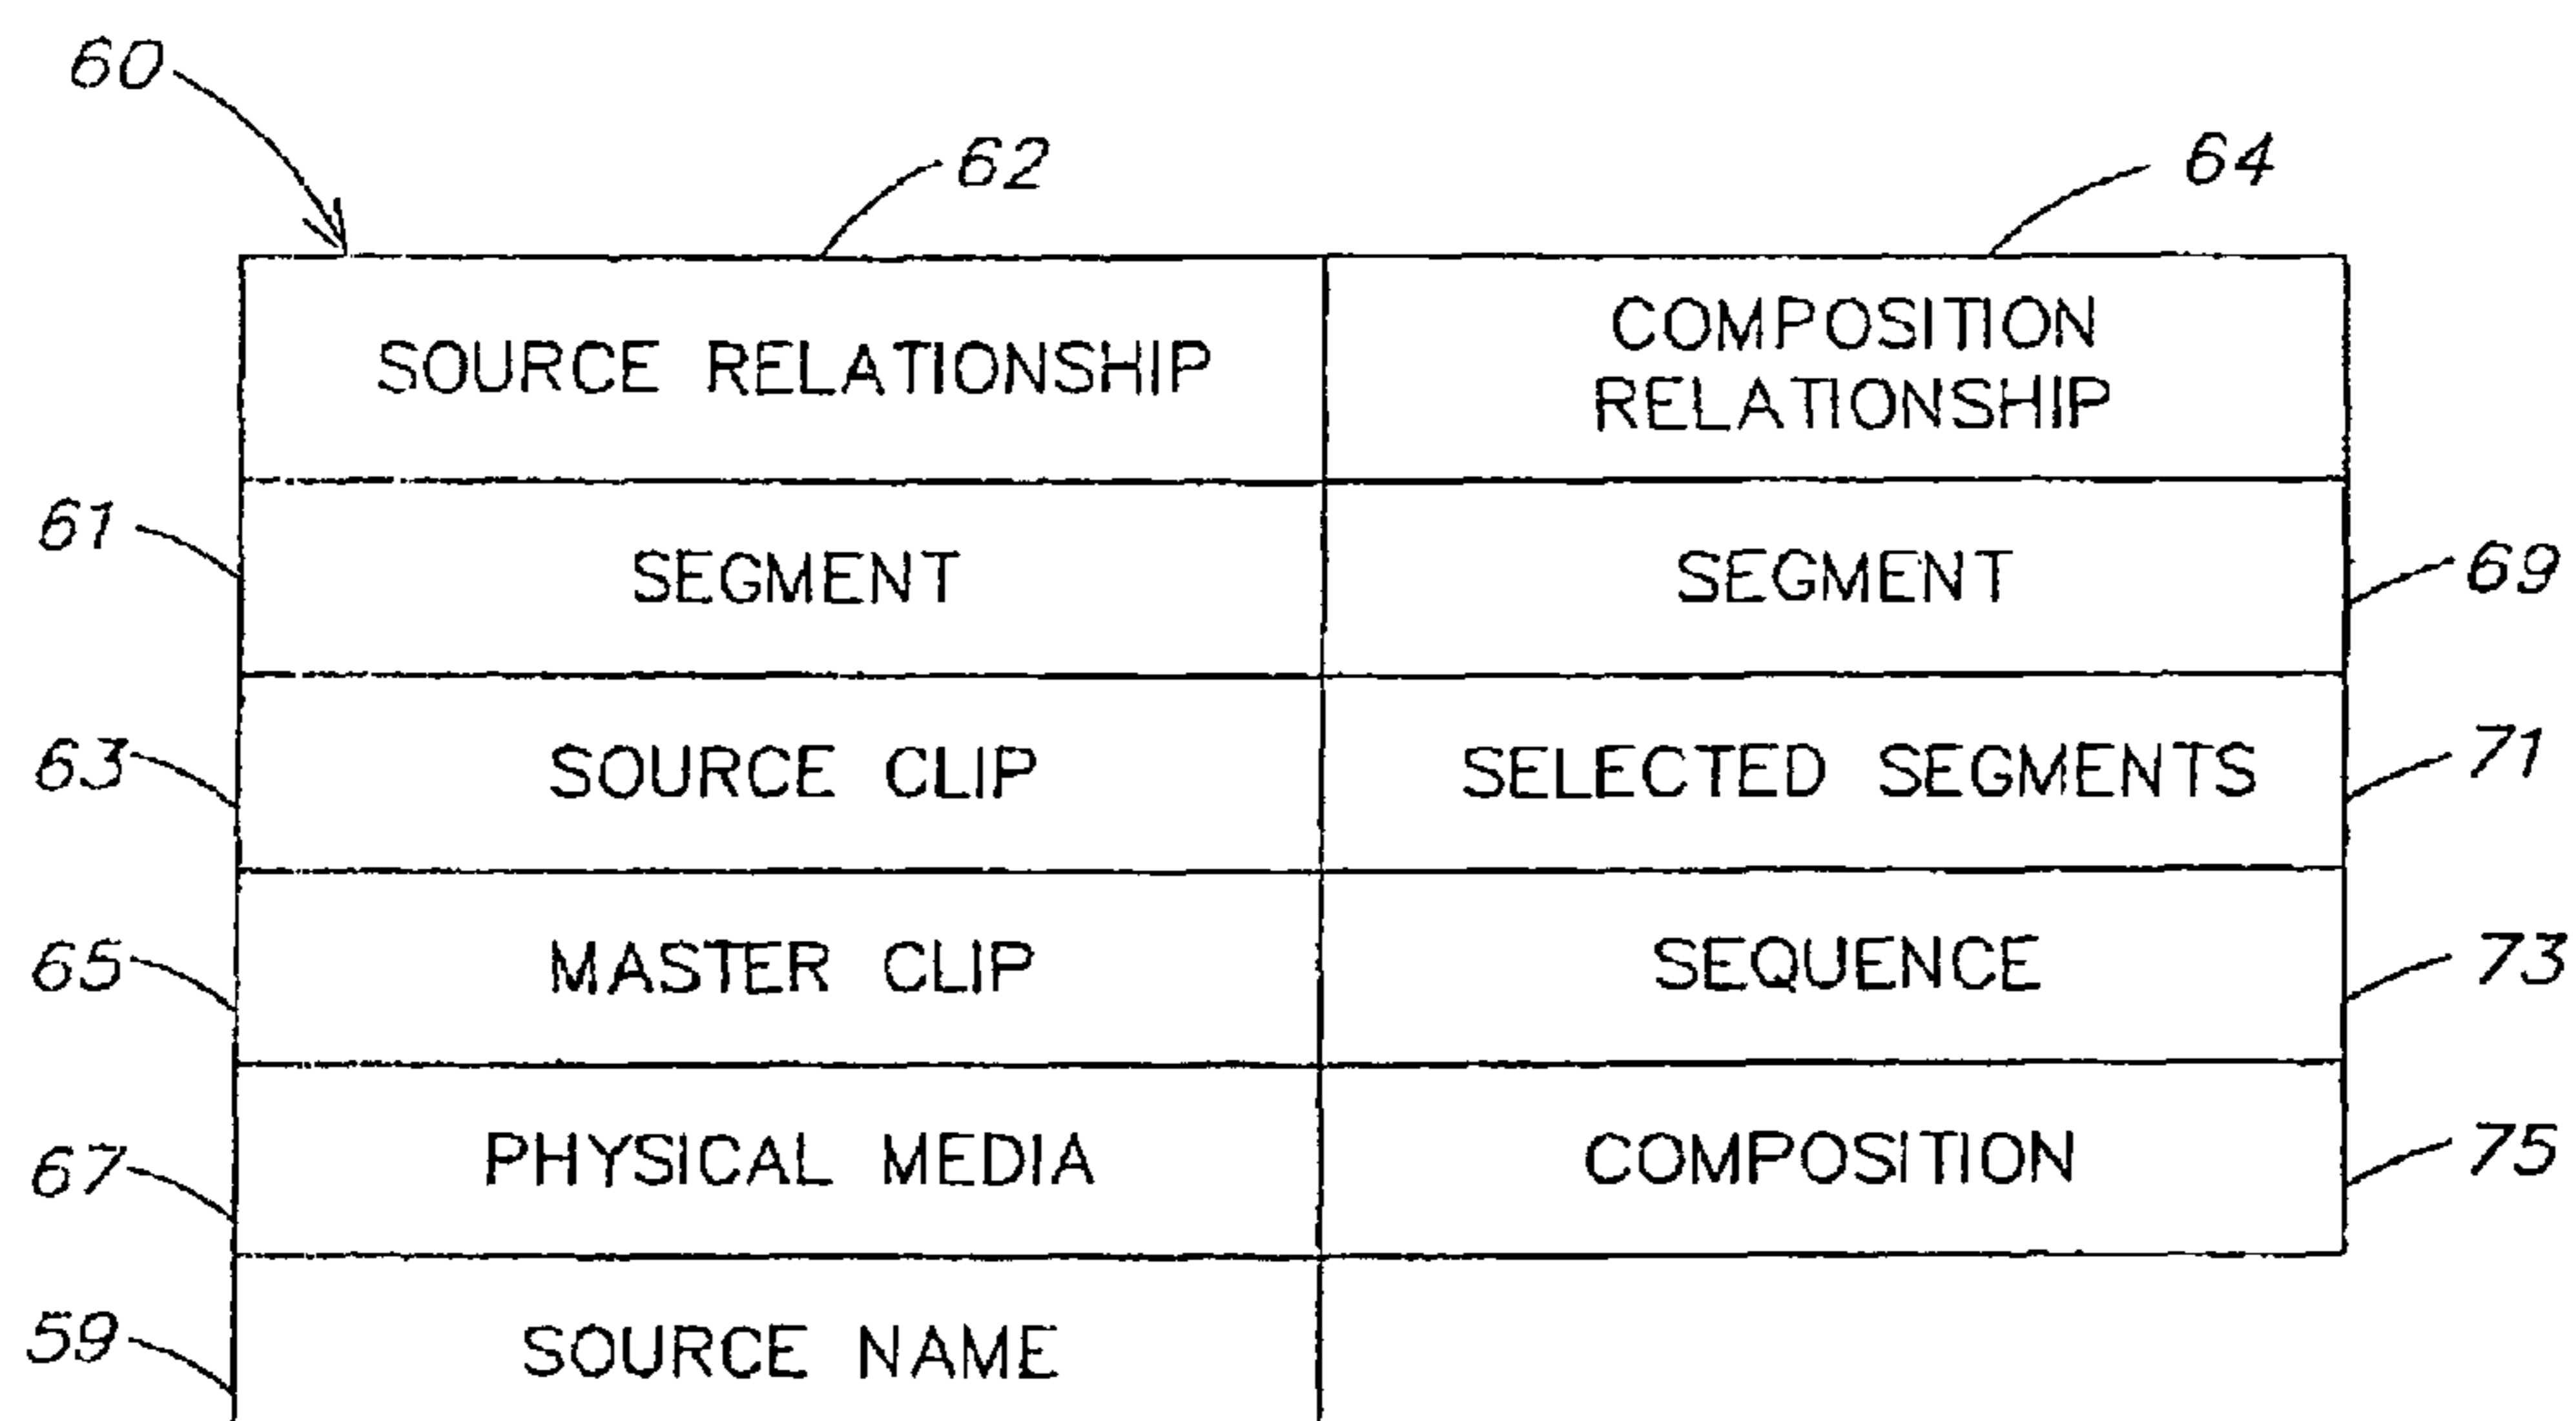 60
62
64
SOURCE RELATIONSHIP
COMPOSITION
RELATIONSHIP
61
SEGMENT
SEGMENT
69
63
SOURCE CLIP
SELECTED SEGMENTS
71
65
MASTER CLIP
SEQUENCE
73
67
PHYSICAL MEDIA
COMPOSITION
75
59
SOURCE NAME